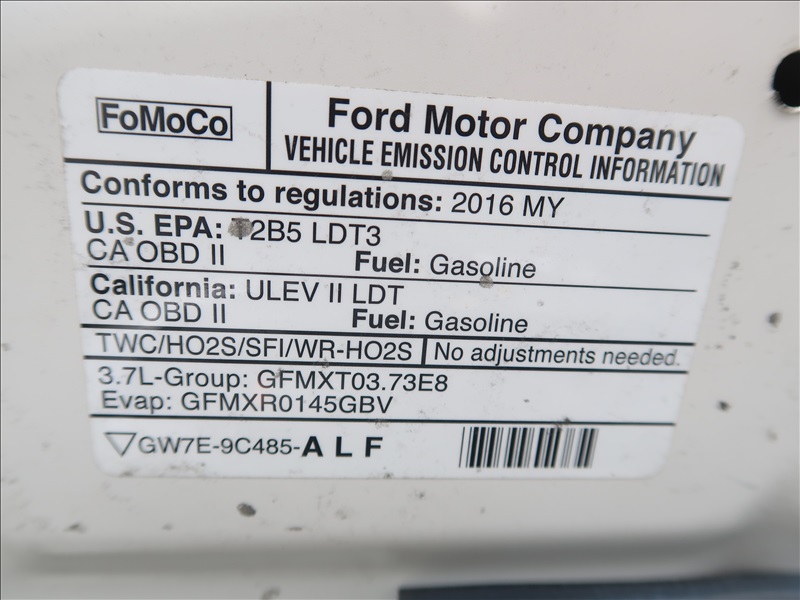 FoMoCo
Ford Motor Company
VEHICLE EMISSION CONTROL INFORMATION
Conforms to regulations: 2016 MY
U.S. EPA: T2B5 LDT3
CA OBD II
Fuel: Gasoline
California: ULEV II LDT
CA OBD II
Fuel: Gasoline
TWC/HO2S/SFI/WR-HO2S
No adjustments needed.
3.7L-Group: GFMXT03.73E8
Evap: GFMXR0145GBV
GW7E-9C485-ALF